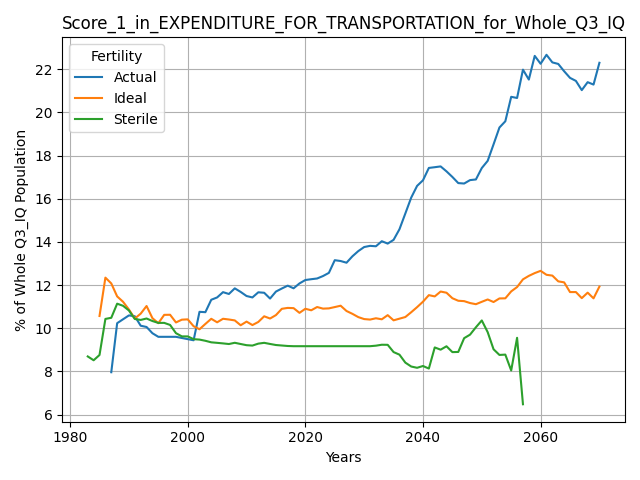 Score_1_in_EXPENDITURE_FOR_TRANSPORTATION_for_Whole_Q3_IQ
Fertility
Actual
Ideal
Sterile
% of Whole Q3_IQ Population
22
20
18
16
14
12
10
8
6
1980
2000
2020
2040
2060
Years